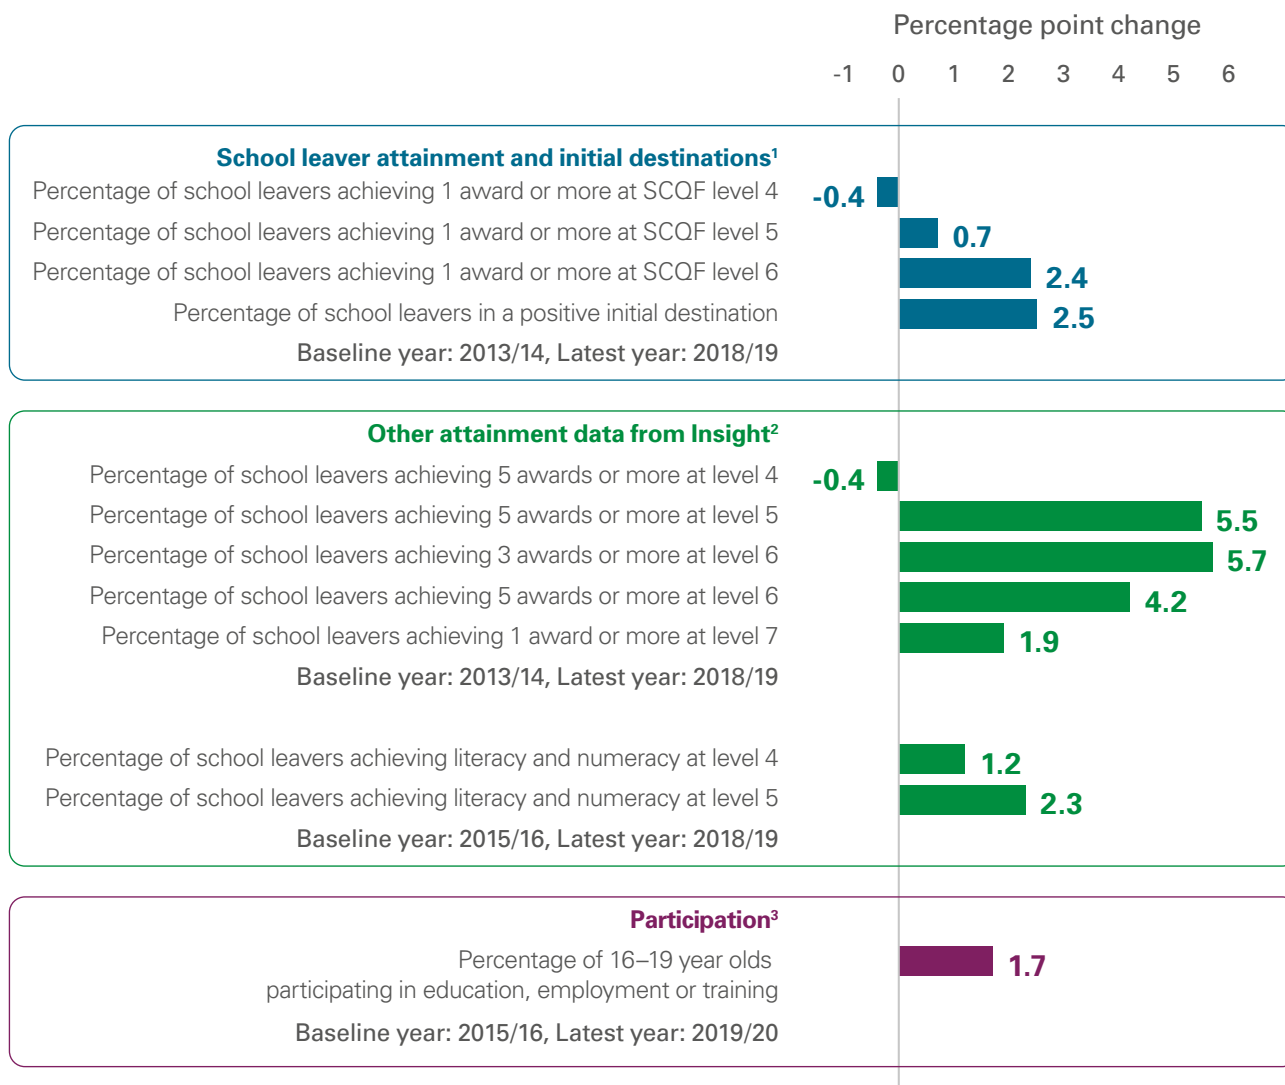 Percentage point change
-1 0 1 2 3 4 5 6
School leaver attainment and initial destinations¹
Percentage of school leavers achieving 1 award or more at SCQF level 4 -0.4
Percentage of school leavers achieving 1 award or more at SCQF level 5 0.7
Percentage of school leavers achieving 1 award or more at SCQF level 6 2.4
Percentage of school leavers in a positive initial destination 2.5
Baseline year: 2013/14, Latest year: 2018/19
Other attainment data from Insight²
Percentage of school leavers achieving 5 awards or more at level 4 -0.4
Percentage of school leavers achieving 5 awards or more at level 5 5.5
Percentage of school leavers achieving 3 awards or more at level 6 5.7
Percentage of school leavers achieving 5 awards or more at level 6 4.2
Percentage of school leavers achieving 1 award or more at level 7 1.9
Baseline year: 2013/14, Latest year: 2018/19
Percentage of school leavers achieving literacy and numeracy at level 4 1.2
Percentage of school leavers achieving literacy and numeracy at level 5 2.3
Baseline year: 2015/16, Latest year: 2018/19
Participation³
Percentage of 16–19 year olds
participating in education, employment or training 1.7
Baseline year: 2015/16, Latest year: 2019/20